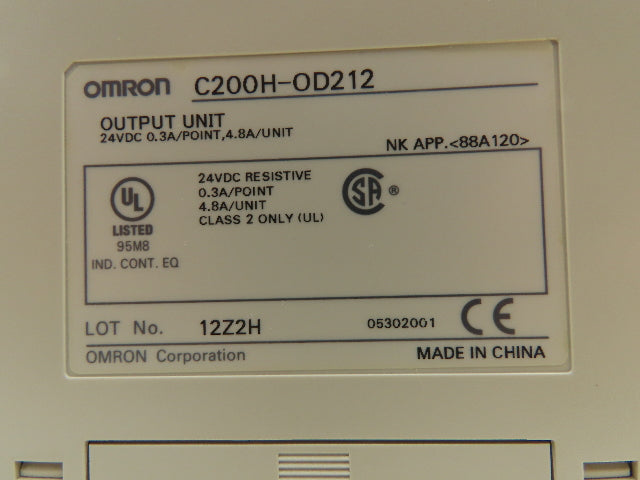 OMRON C200H-OD212
OUTPUT UNIT
24VDC 0.3A/POINT,4.8A/UNIT
NK APP.<88A120>
UL
LISTED
95M8
IND. CONT. EQ
24VDC RESISTIVE
0.3A/POINT
4.8A/UNIT
CLASS 2 ONLY (UL)
SA ®
LOT No. 12Z2H 05302001 CE
OMRON Corporation MADE IN CHINA